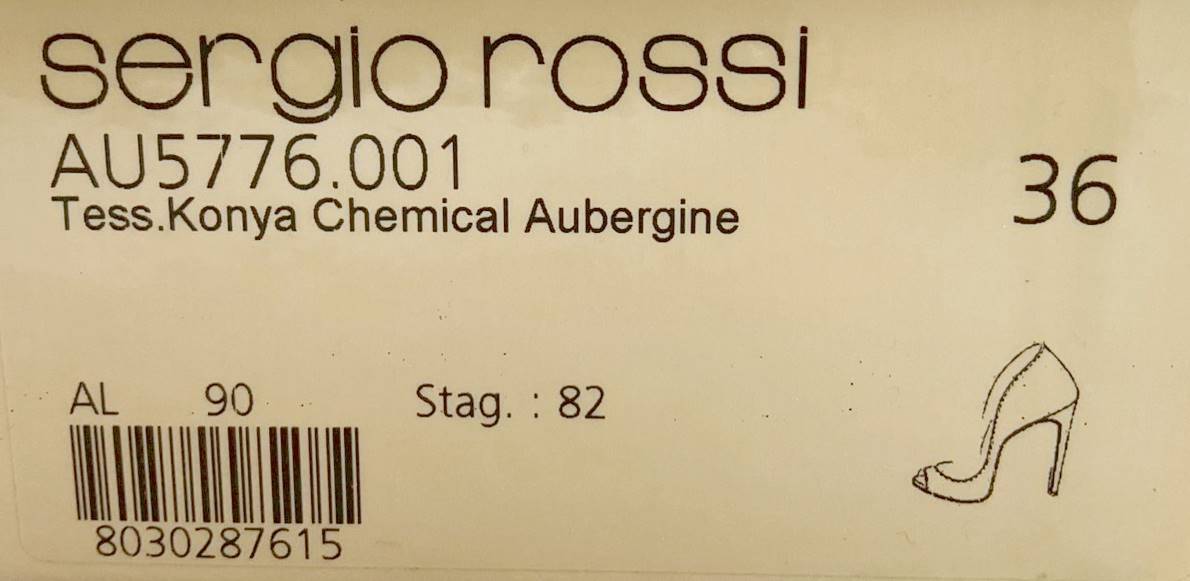 sergio rossi
AU5776.001
36
Tess.Konya Chemical Aubergine
AL 90 Stag. : 82
8030287615